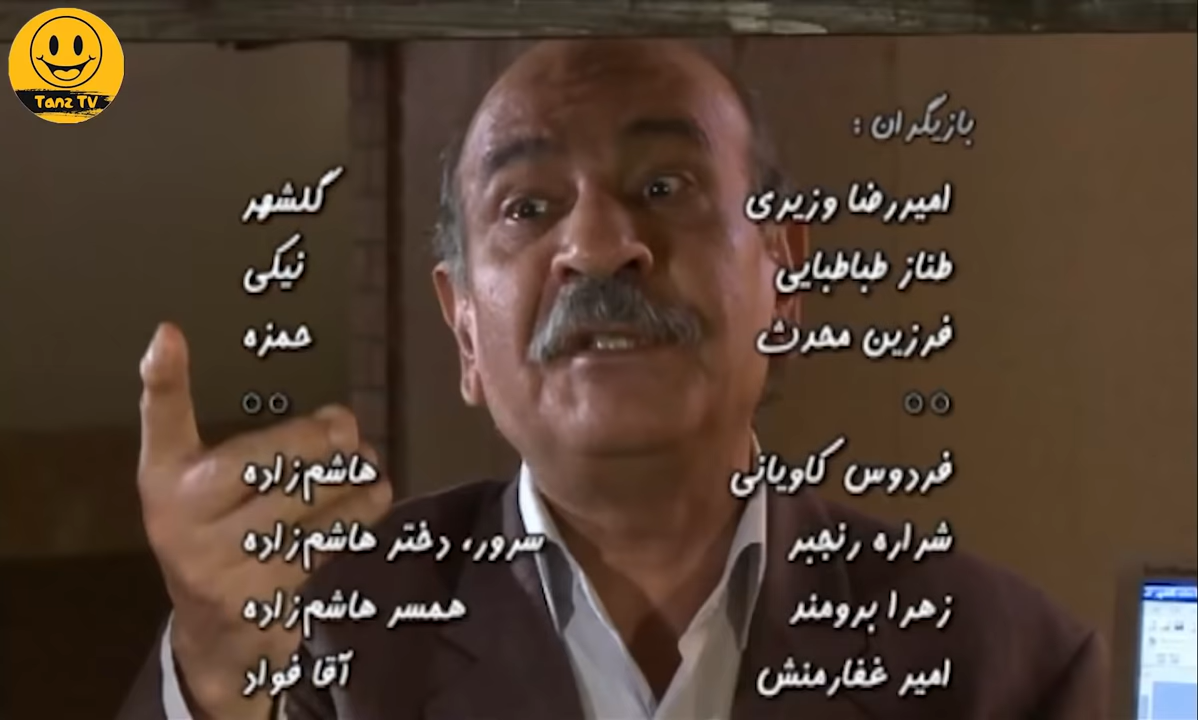 Tanz TV
بازیگران :
امیررضا وزیری گلشهر
طناز طباطبایی نیکی
فرزین محدث حمزه
○○ ○○
فردوس کاویانی هاشم‌زاده
شراره رنجبر سرور، دختر هاشم‌زاده
زهرا برومند همسر هاشم‌زاده
امیر غفارمنش آقا فواد